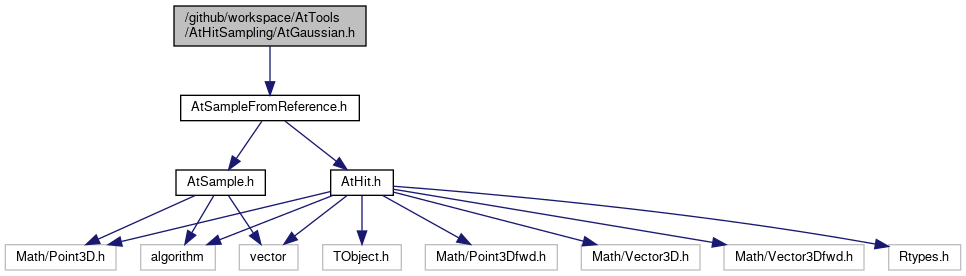 /github/workspace/AtTools
/AtHitSampling/AtGaussian.h
AtSampleFromReference.h
AtSample.h
AtHit.h
Math/Point3D.h
algorithm
vector
TObject.h
Math/Point3Dfwd.h
Math/Vector3D.h
Math/Vector3Dfwd.h
Rtypes.h